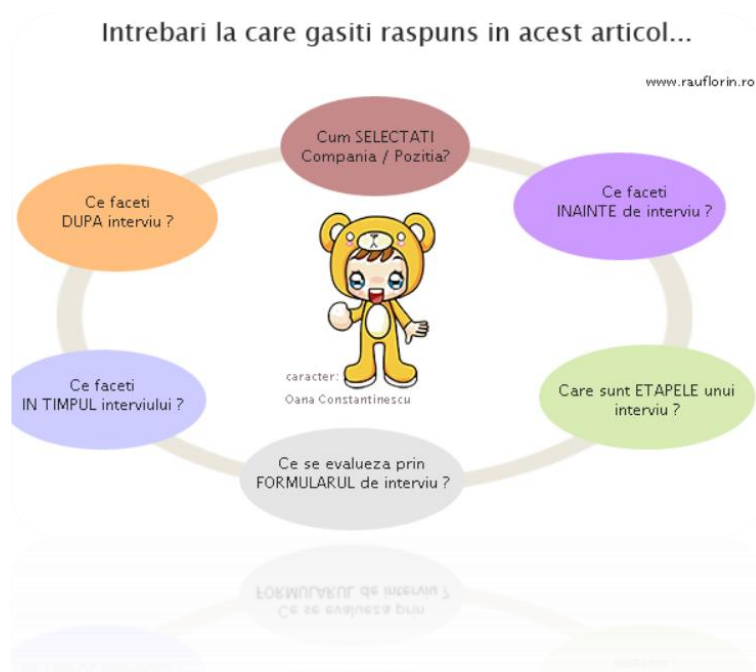 Intrebari la care gasiti raspuns in acest articol...
www.rauflorin.ro
Cum SELECTATI
Compania / Pozitia?
Ce faceti
INAINTE de interviu ?
Care sunt ETAPELE unui
interviu ?
Ce se evalueza prin
FORMULARUL de interviu ?
Ce faceti
IN TIMPUL interviului ?
Ce faceti
DUPA interviu ?
caracter:
Oana Constantinescu